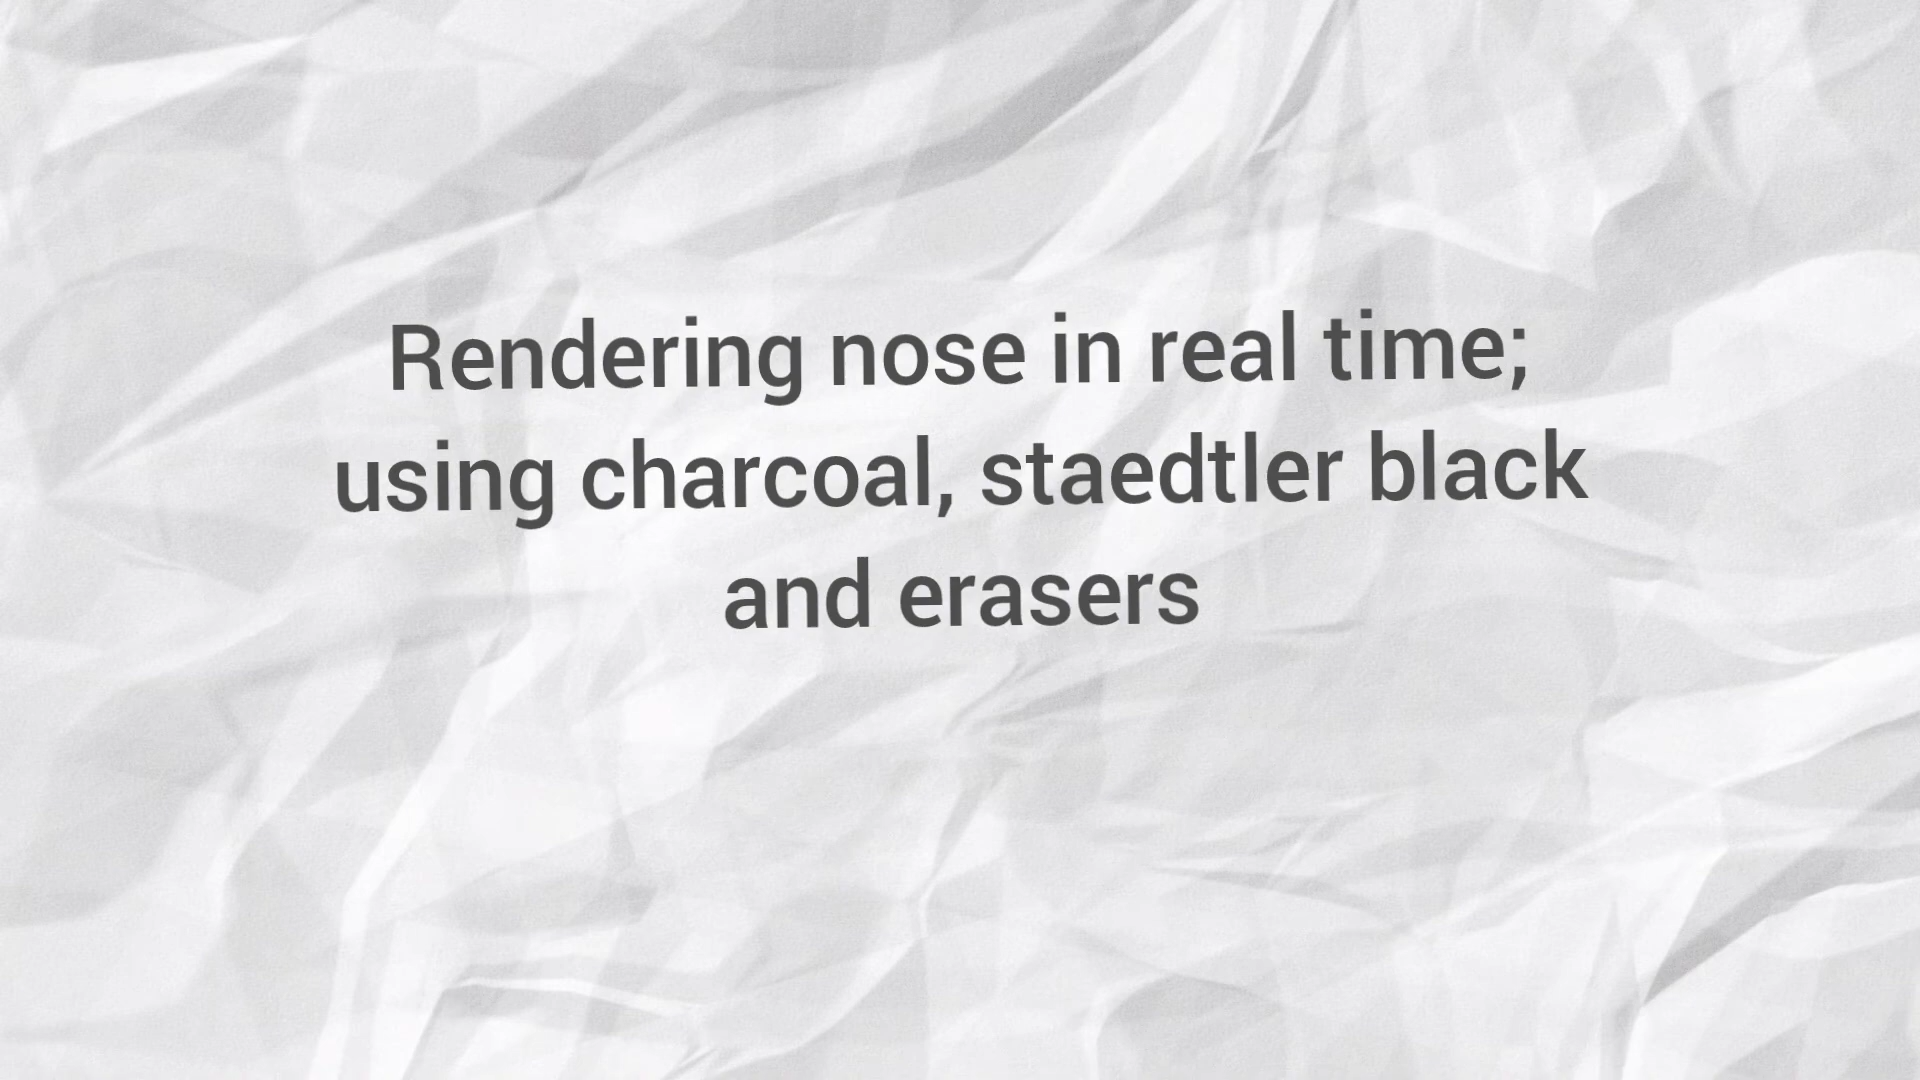 Rendering nose in real time;
using charcoal, staedtler black
and erasers